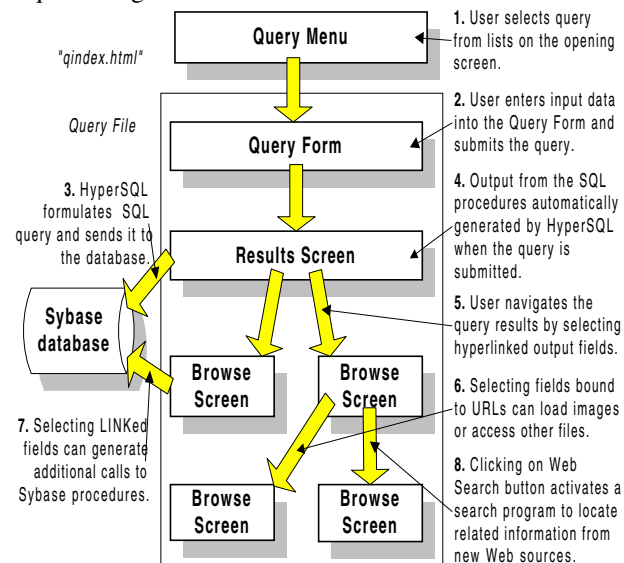 1. User selects query
from lists on the opening
screen.
Query Menu
"qindex.html"
2. User enters input data
into the Query Form and
submits the query.
Query File
Query Form
3. HyperSQL
formulates SQL
query and sends it to
the database.
4. Output from the SQL
procedures automatically
generated by HyperSQL
when the query is
submitted.
Results Screen
5. User navigates the
query results by selecting
hyperlinked output fields.
Sybase
database
Browse
Screen
Browse
Screen
6. Selecting fields bound
to URLs can load images
or access other files.
7. Selecting LINKed
fields can generate
additional calls to
Sybase procedures.
8. Clicking on Web
Search button activates a
search program to locate
related information from
new Web sources.
Browse
Screen
Browse
Screen